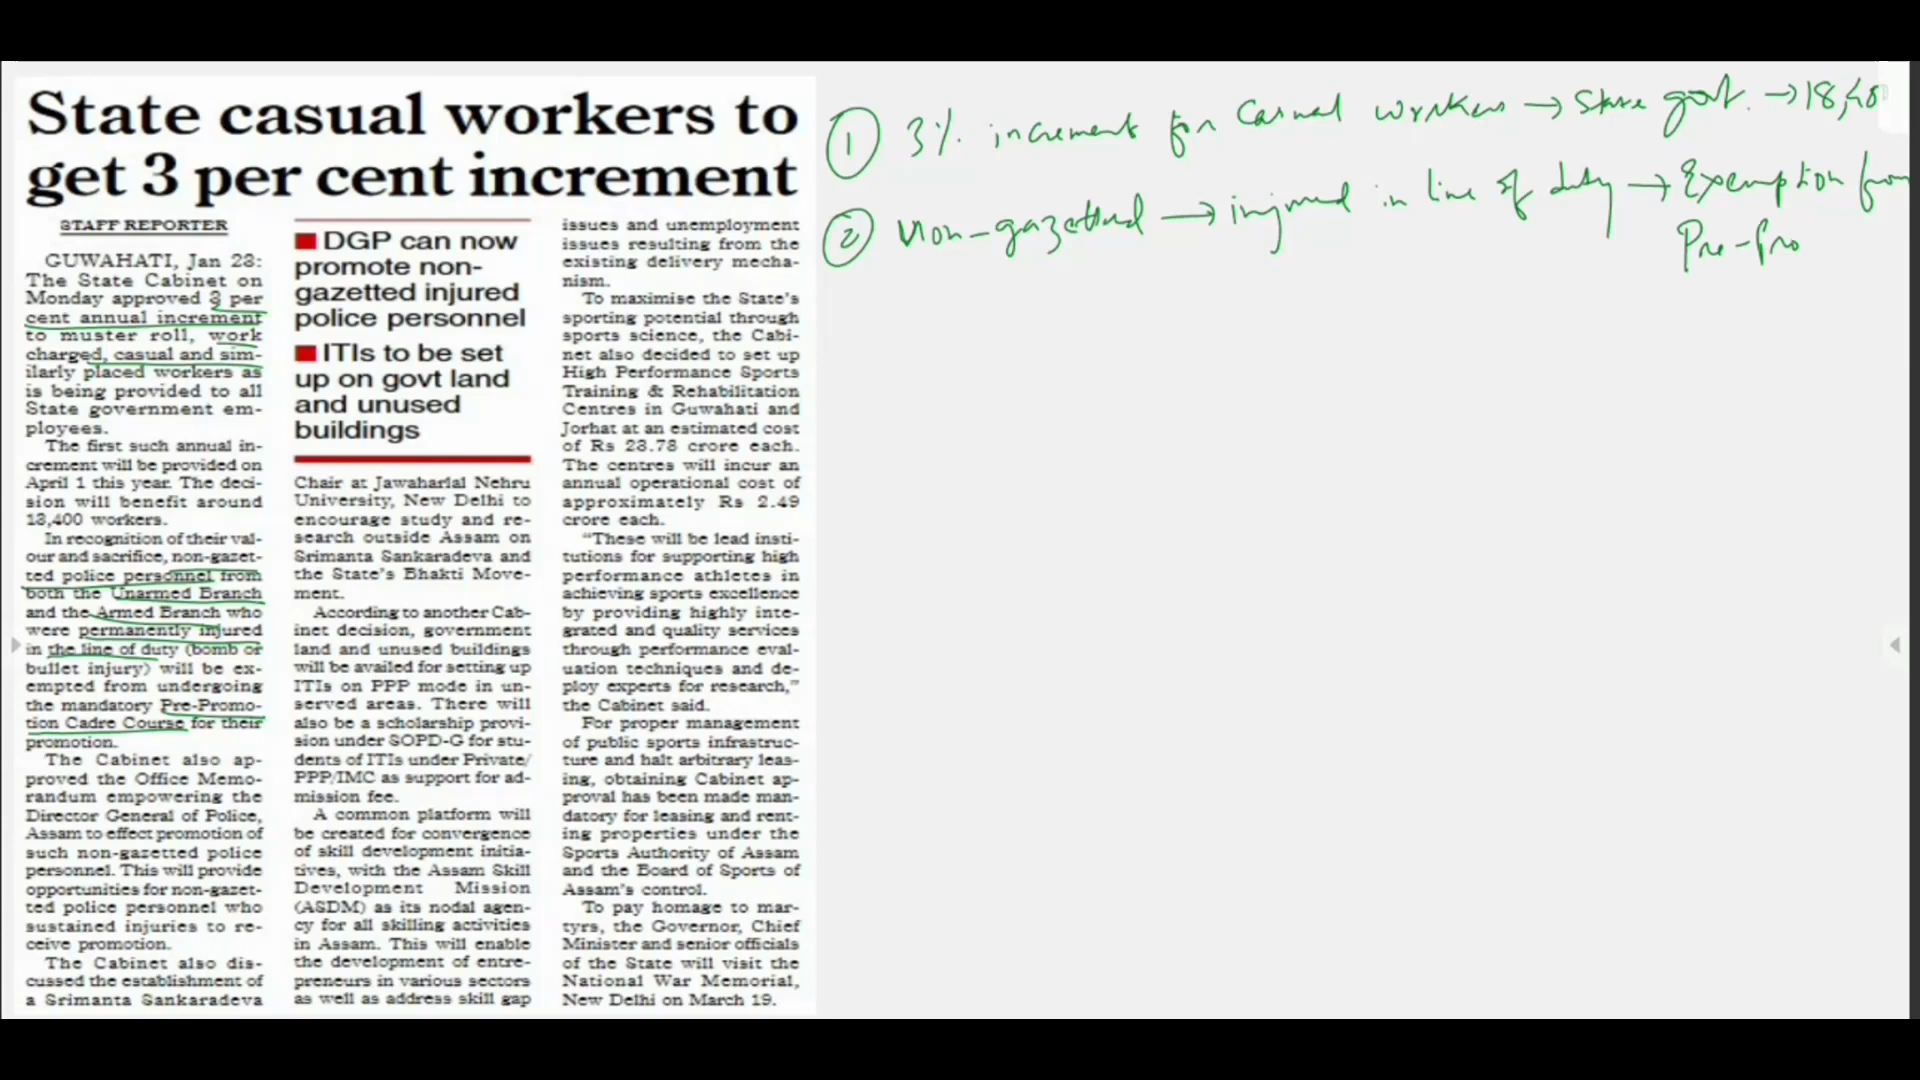 State casual workers to
get 3 per cent increment
STAFF REPORTER
GUWAHATI, Jan 23:
The State Cabinet on
Monday approved 3 per
cent annual increment
to muster roll, work
charged, casual and sim-
ilarly placed workers as
is being provided to all
State government em-
ployees.
The first such annual in-
crement will be provided on
April 1 this year. The deci-
sion will benefit around
13,400 workers.
In recognition of their val-
our and sacrifice, non-gazet-
ted police personnel from
both the Unarmed Branch
and the Armed Branch who
were permanently injured
in the line of duty (bomb or
bullet injury) will be ex-
empted from undergoing
the mandatory Pre-Promo-
tion Cadre Course for their
promotion.
The Cabinet also ap-
proved the Office Memo-
randum empowering the
Director General of Police,
Assam to effect promotion of
such non-gazetted police
personnel. This will provide
opportunities for non-gazet-
ted police personnel who
sustained injuries to re-
ceive promotion.
The Cabinet also dis-
cussed the establishment of
a Srimanta Sankaradeva
DGP can now
promote non-
gazetted injured
police personnel
ITIs to be set
up on govt land
and unused
buildings
Chair at Jawaharlal Nehru
University, New Delhi to
encourage study and re-
search outside Assam on
Srimanta Sankaradeva and
the State's Bhakti Move-
ment.
According to another Cab-
inet decision, government
land and unused buildings
will be availed for setting up
ITIs on PPP mode in un-
served areas. There will
also be a scholarship provi-
sion under SOPD-G for stu-
dents of ITIs under Private/
PPP/IMC as support for ad-
mission fee.
A common platform will
be created for convergence
of skill development initia-
tives, with the Assam Skill
Development Mission
(ASDM) as its nodal agen-
cy for all skilling activities
in Assam. This will enable
the development of entre-
preneurs in various sectors
as well as address skill gap
issues and unemployment
issues resulting from the
existing delivery mecha-
nism.
To maximise the State's
sporting potential through
sports science, the Cabi-
net also decided to set up
High Performance Sports
Training & Rehabilitation
Centres in Guwahati and
Jorhat at an estimated cost
of Rs 23.78 crore each.
The centres will incur an
annual operational cost of
approximately Rs 2.49
crore each.
"These will be lead insti-
tutions for supporting high
performance athletes in
achieving sports excellence
by providing highly inte-
grated and quality services
through performance eval-
uation techniques and de-
ploy experts for research,"
the Cabinet said.
For proper management
of public sports infrastruc-
ture and halt arbitrary leas-
ing, obtaining Cabinet ap-
proval has been made man-
datory for leasing and rent-
ing properties under the
Sports Authority of Assam
and the Board of Sports of
Assam's control.
To pay homage to mar-
tyrs, the Governor, Chief
Minister and senior officials
of the State will visit the
National War Memorial,
New Delhi on March 19.
① 3% increment for Casual workers → State govt. →
② Non-gazetted → injured in line of duty → Exemption from
Pre-Pro